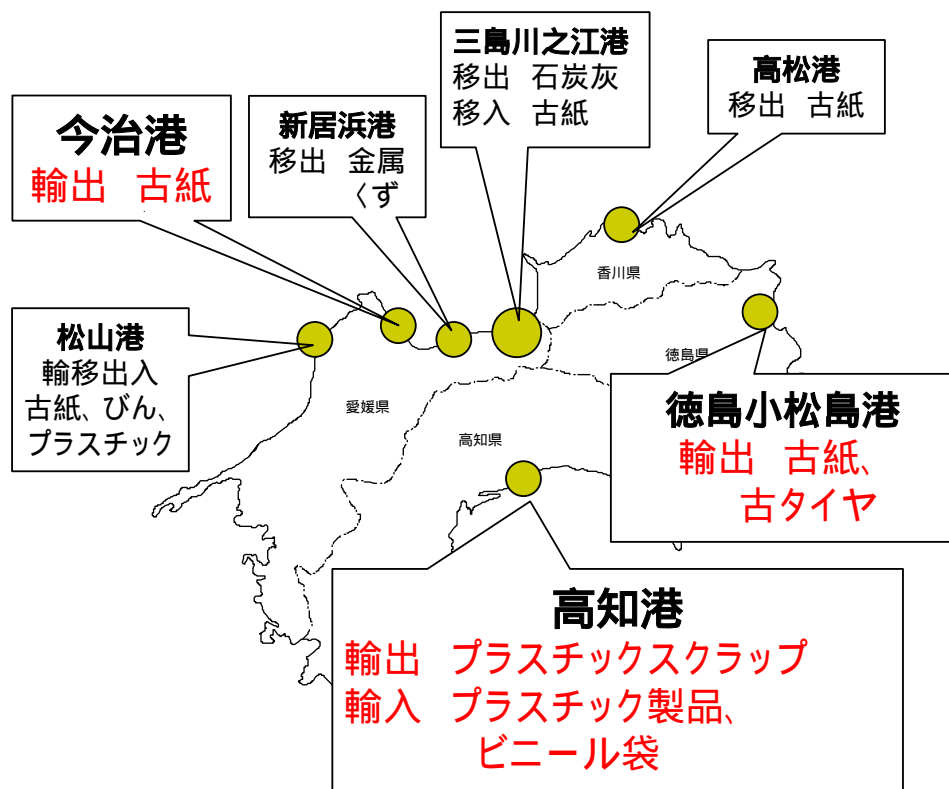 三島川之江港
移出 石炭灰
移入 古紙
高松港
移出 古紙
今治港
輸出 古紙
新居浜港
移出 金属
くず
香川県
松山港
輸移出入
古紙、びん、
プラスチック
徳島県
愛媛県
高知県
徳島小松島港
輸出 古紙、
古タイヤ
高知港
輸出 プラスチックスクラップ
輸入 プラスチック製品、
ビニール袋